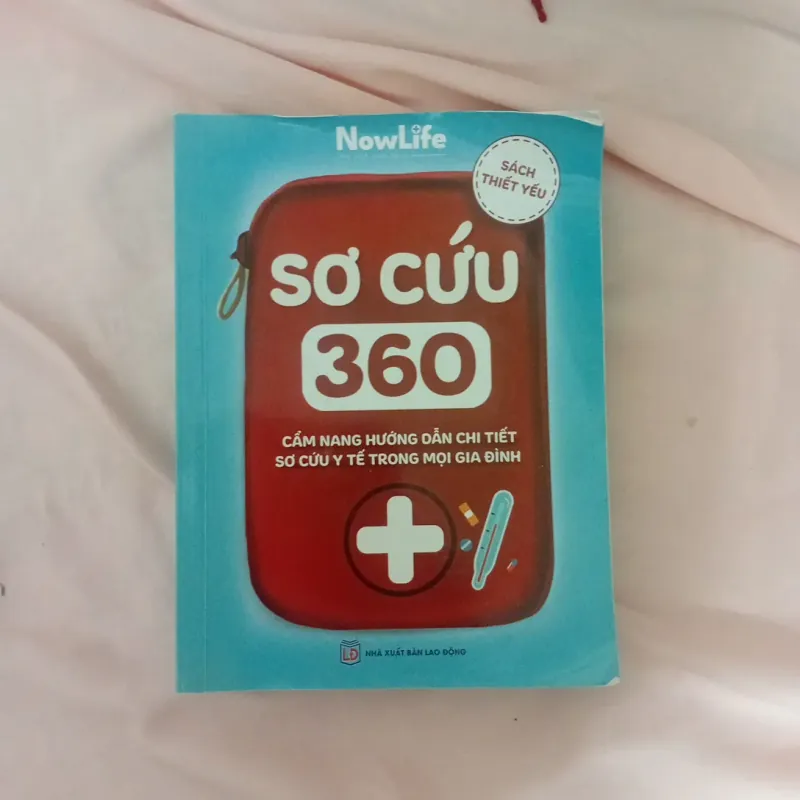 NowLife
SÁCH
THIẾT YẾU
SƠ CỨU
360
CẨM NANG HƯỚNG DẪN CHI TIẾT
SƠ CỨU Y TẾ TRONG MỌI GIA ĐÌNH
LĐ
NHÀ XUẤT BẢN LAO ĐỘNG